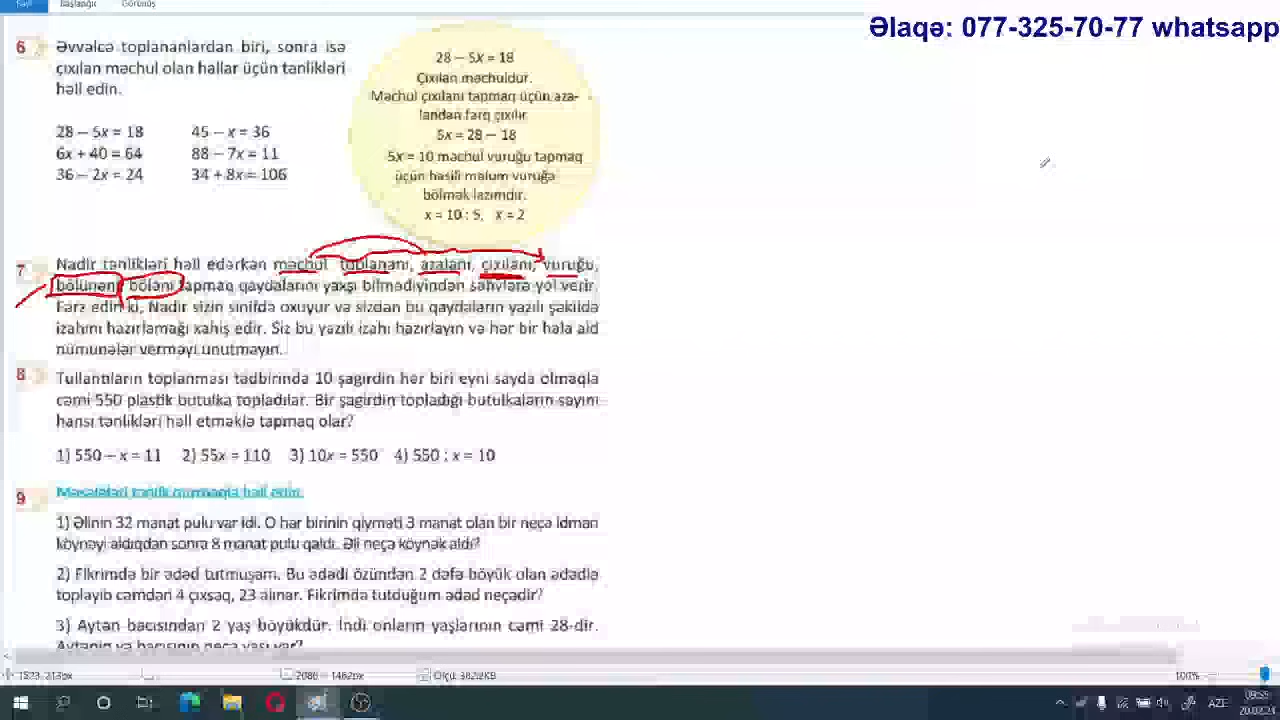 Fayl Başlanğıc Görünüş
Əlaqə: 077-325-70-77 whatsapp
6 Əvvəlcə toplananlardan biri, sonra isə
çıxılan məchul olan hallar üçün tənlikləri
həll edin.
28 – 5x = 18 45 – x = 36
6x + 40 = 64 88 – 7x = 11
36 – 2x = 24 34 + 8x = 106
28 – 5x = 18
Çıxılan məchuldur.
Məchul çıxılanı tapmaq üçün aza-
landan fərq çıxılır.
5x = 28 – 18
5x = 10 məchul vuruğu tapmaq
üçün hasili məlum vuruğa
bölmək lazımdır.
x = 10 : 5, x = 2
7 Nadir tənlikləri həll edərkən məchul toplananı, azalanı, çıxılanı, vuruğu,
bölünəni, böləni tapmaq qaydalarını yaxşı bilmədiyindən səhvlərə yol verir.
Fərz edin ki, Nadir sizin sinifdə oxuyur və sizdən bu qaydaların yazılı şəkildə
izahını hazırlamağı xahiş edir. Siz bu yazılı izahı hazırlayın və hər bir hala aid
nümunələr verməyi unutmayın.
8 Tullantıların toplanması tədbirində 10 şagirdin hər biri eyni sayda olmaqla
cəmi 550 plastik butulka topladılar. Bir şagirdin topladığı butulkaların sayını
hansı tənlikləri həll etməklə tapmaq olar?
1) 550 – x = 11 2) 55x = 110 3) 10x = 550 4) 550 : x = 10
9 Məsələləri tənlik qurmaqla həll edin.
1) Əlinin 32 manat pulu var idi. O hər birinin qiyməti 3 manat olan bir neçə idman
köynəyi aldıqdan sonra 8 manat pulu qaldı. Əli neçə köynək aldı?
2) Fikrimdə bir ədəd tutmuşam. Bu ədədi özündən 2 dəfə böyük olan ədədlə
toplayıb cəmdən 4 çıxsaq, 23 alınar. Fikrimdə tutduğum ədəd neçədir?
3) Aytən bacısından 2 yaş böyükdür. İndi onların yaşlarının cəmi 28-dir.
Aytənin və bacısının neçə yaşı var?
100%
AZE